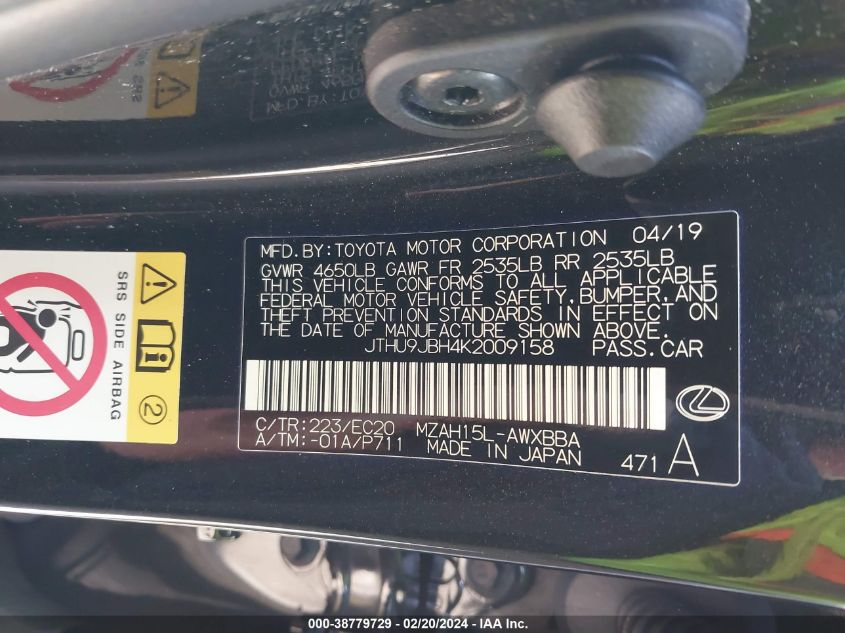 MFD. BY: TOYOTA MOTOR CORPORATION 04/19
GVWR 4650LB GAWR FR 2535LB RR 2535LB
THIS VEHICLE CONFORMS TO ALL APPLICABLE
FEDERAL MOTOR VEHICLE SAFETY, BUMPER, AND
THEFT PREVENTION STANDARDS IN EFFECT ON
THE DATE OF MANUFACTURE SHOWN ABOVE.
JTHU9JBH4K2009158 PASS.CAR
C/TR:223/EC20 MZAH15L-AWXBBA
A/TM:-01A/P711 MADE IN JAPAN
471 A
SRS SIDE AIRBAG
2
000-38779729 - 02/20/2024 - IAA Inc.